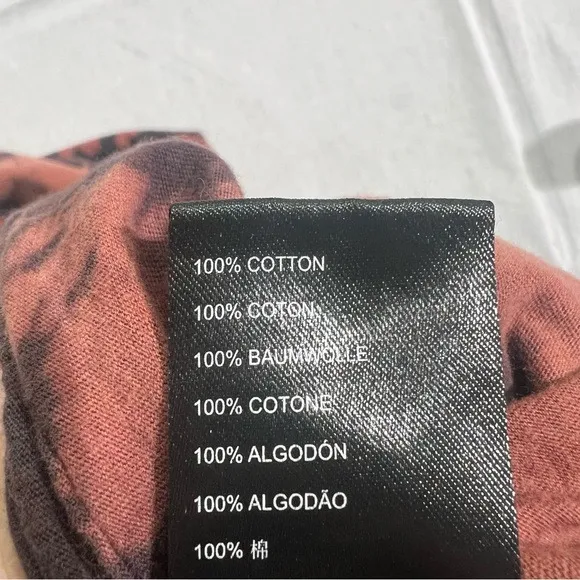 100% COTTON
100% COTON
100% BAUMWOLLE
100% COTONE
100% ALGODÓN
100% ALGODÃO
100% 棉